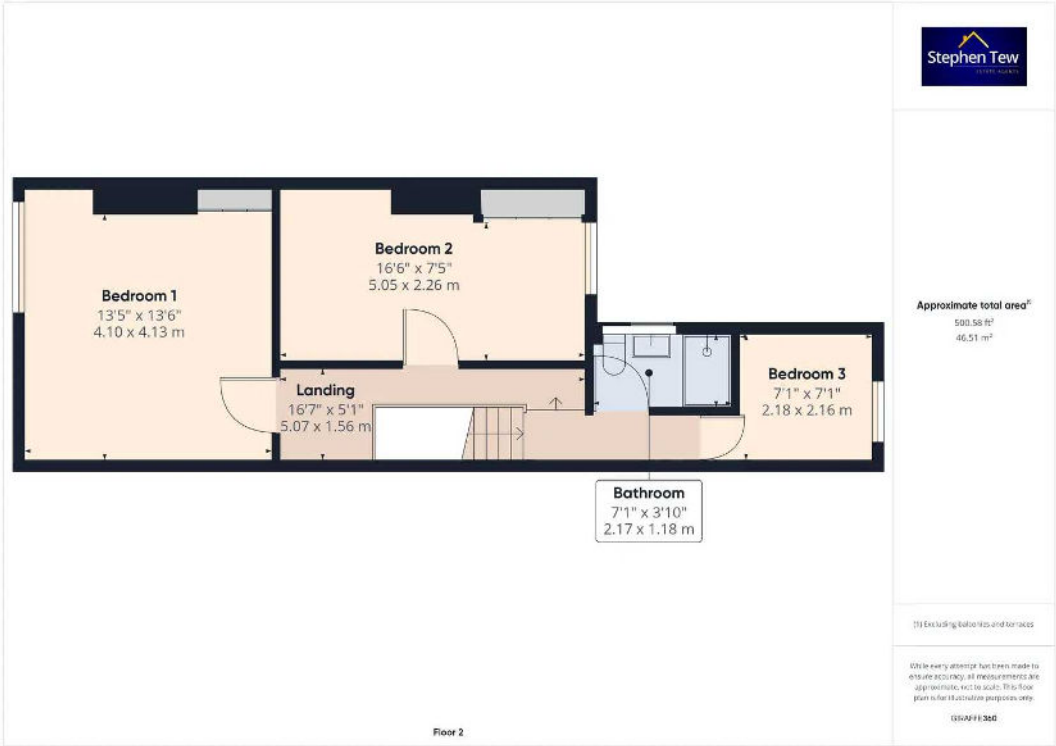 Stephen Tew
ESTATE AGENTS
Bedroom 1
13'5" x 13'6"
4.10 x 4.13 m
Bedroom 2
16'6" x 7'5"
5.05 x 2.26 m
Landing
16'7" x 5'1"
5.07 x 1.56 m
Bedroom 3
7'1" x 7'1"
2.18 x 2.16 m
Bathroom
7'1" x 3'10"
2.17 x 1.18 m
Floor 2
Approximate total area⁽¹⁾
500.58 ft²
46.51 m²
(1) Excluding balconies and terraces
While every attempt has been made to
ensure accuracy, all measurements are
approximate, not to scale. This floor
plan is for illustrative purposes only.
GIRAFFE360